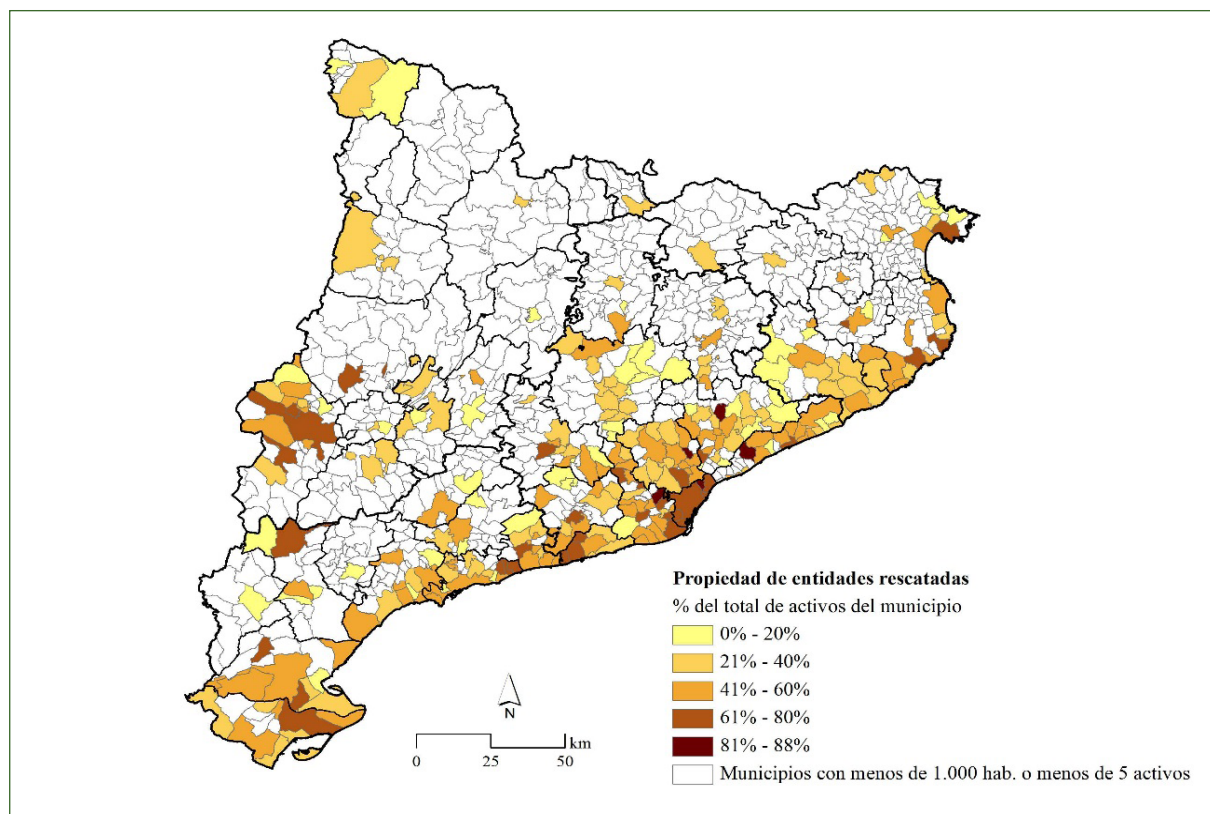 Propiedad de entidades rescatadas
% del total de activos del municipio
0% - 20%
21% - 40%
41% - 60%
61% - 80%
81% - 88%
Municipios con menos de 1.000 hab. o menos de 5 activos
N
km
0 25 50